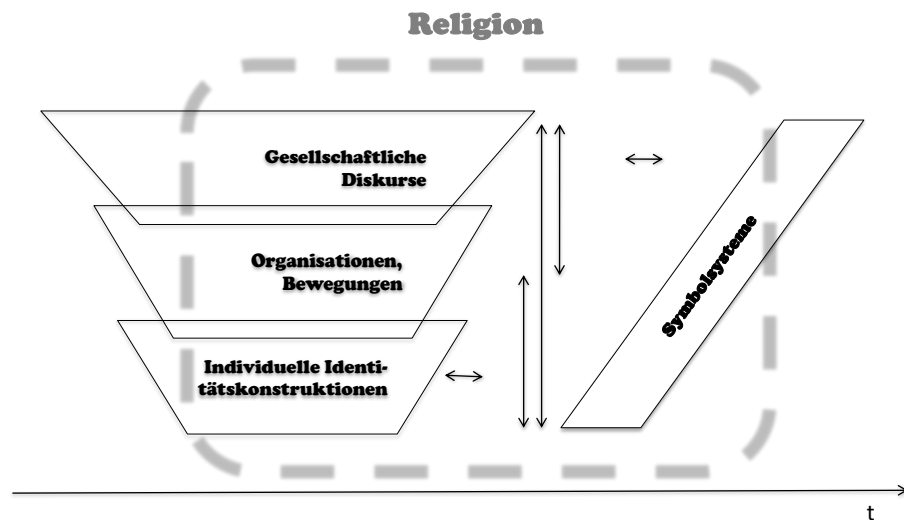 Religion
Gesellschaftliche
Diskurse
Organisationen,
Bewegungen
Individuelle Identi-
tätskonstruktionen
Symbolsysteme
t